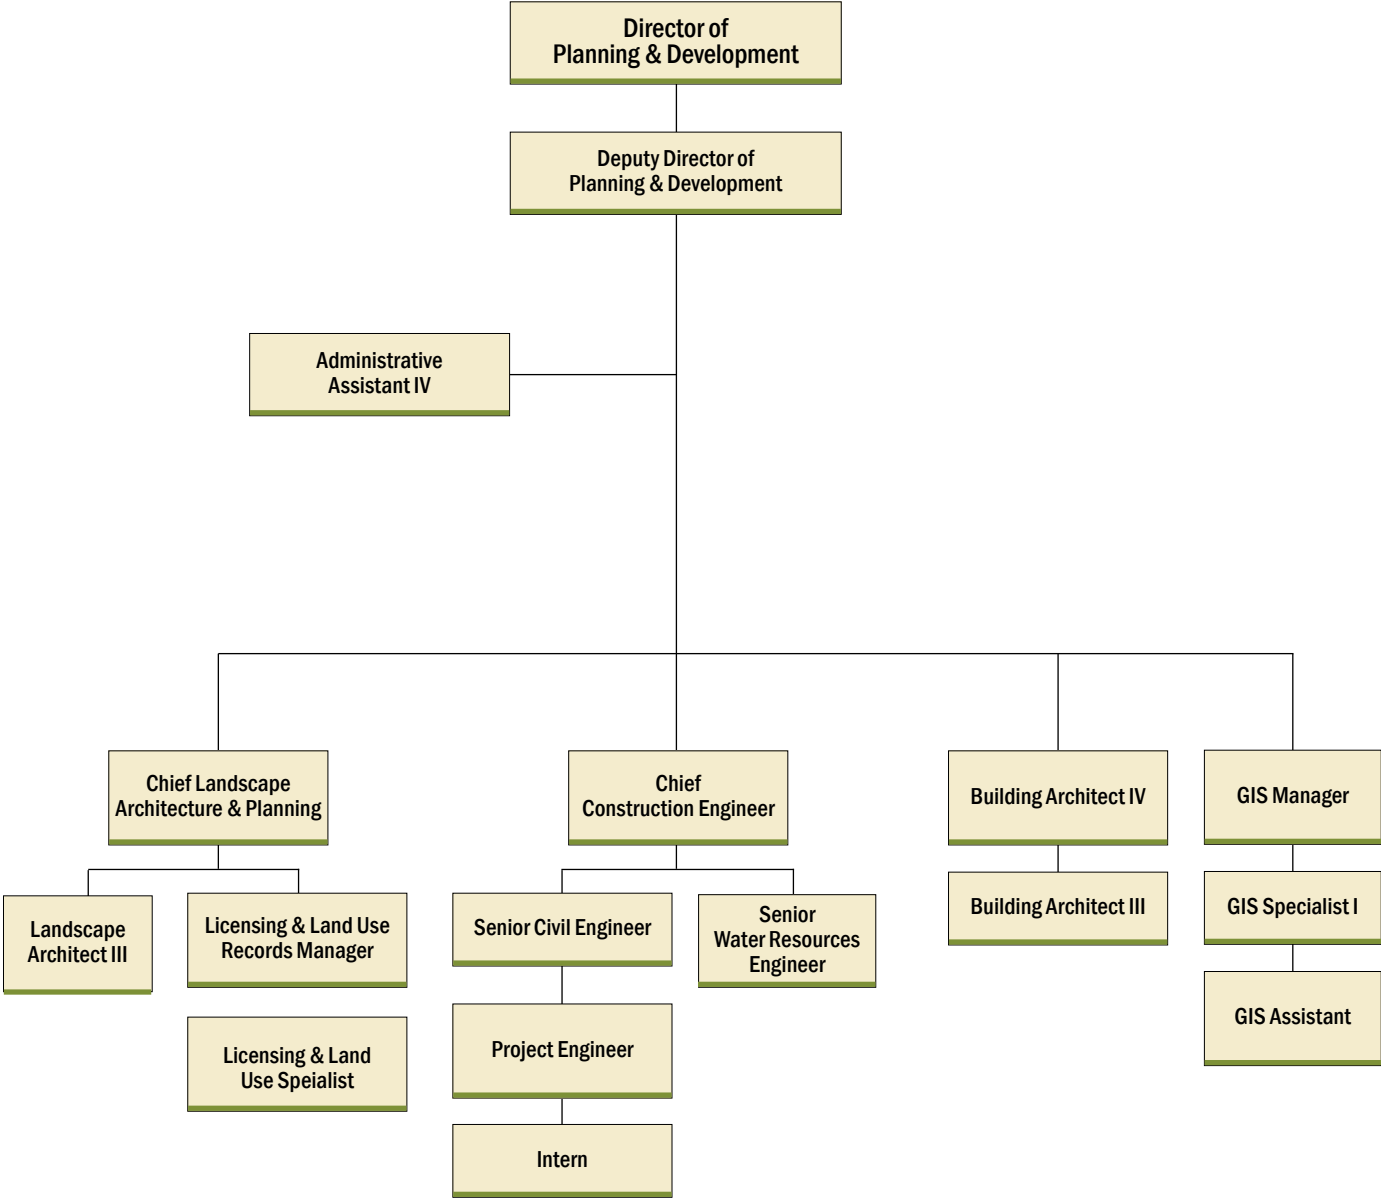 Director of
Planning & Development
Deputy Director of
Planning & Development
Administrative
Assistant IV
Chief Landscape
Architecture & Planning
Chief
Construction Engineer
Building Architect IV
GIS Manager
Landscape
Architect III
Licensing & Land Use
Records Manager
Senior Civil Engineer
Senior
Water Resources
Engineer
Building Architect III
GIS Specialist I
Licensing & Land
Use Speialist
Project Engineer
GIS Assistant
Intern